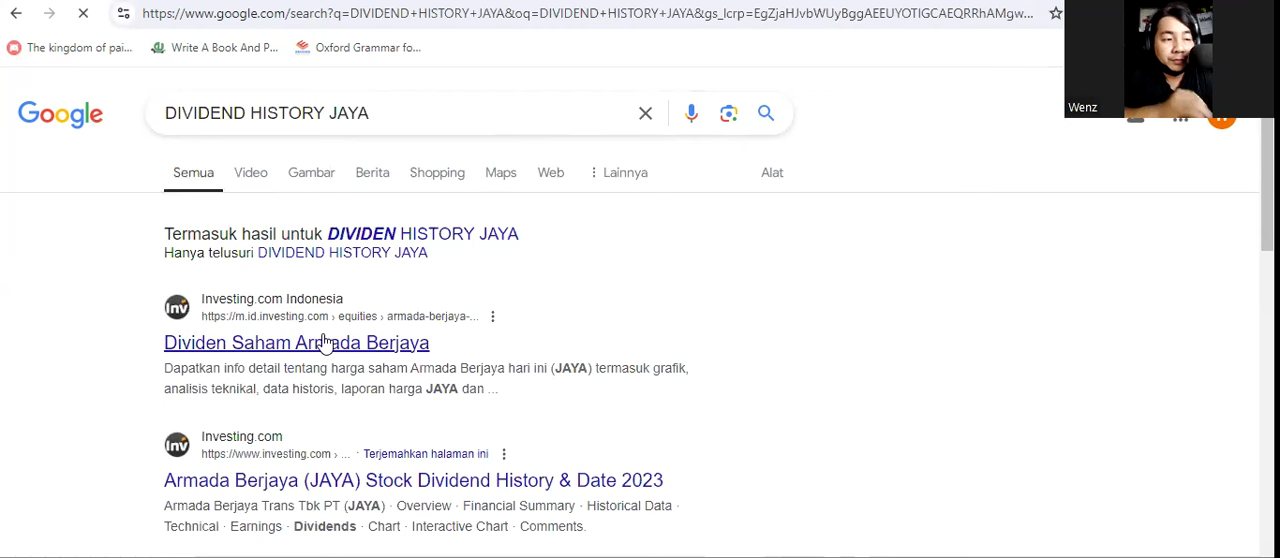 https://www.google.com/search?q=DIVIDEND+HISTORY+JAYA&oq=DIVIDEND+HISTORY+JAYA&gs_lcrp=EgZjaHJvbWUyBggAEEUYOTIGCAEQRRhAMgw...
The kingdom of pai...
Write A Book And P...
Oxford Grammar fo...
Wenz
Google
DIVIDEND HISTORY JAYA
Semua Video Gambar Berita Shopping Maps Web Lainnya Alat
Termasuk hasil untuk DIVIDEN HISTORY JAYA
Hanya telusuri DIVIDEND HISTORY JAYA
Inv
Investing.com Indonesia
https://m.id.investing.com › equities › armada-berjaya-...
Dividen Saham Armada Berjaya
Dapatkan info detail tentang harga saham Armada Berjaya hari ini (JAYA) termasuk grafik,
analisis teknikal, data historis, laporan harga JAYA dan ...
Inv
Investing.com
https://www.investing.com › ... · Terjemahkan halaman ini
Armada Berjaya (JAYA) Stock Dividend History & Date 2023
Armada Berjaya Trans Tbk PT (JAYA) · Overview · Financial Summary · Historical Data ·
Technical · Earnings · Dividends · Chart · Interactive Chart · Comments.